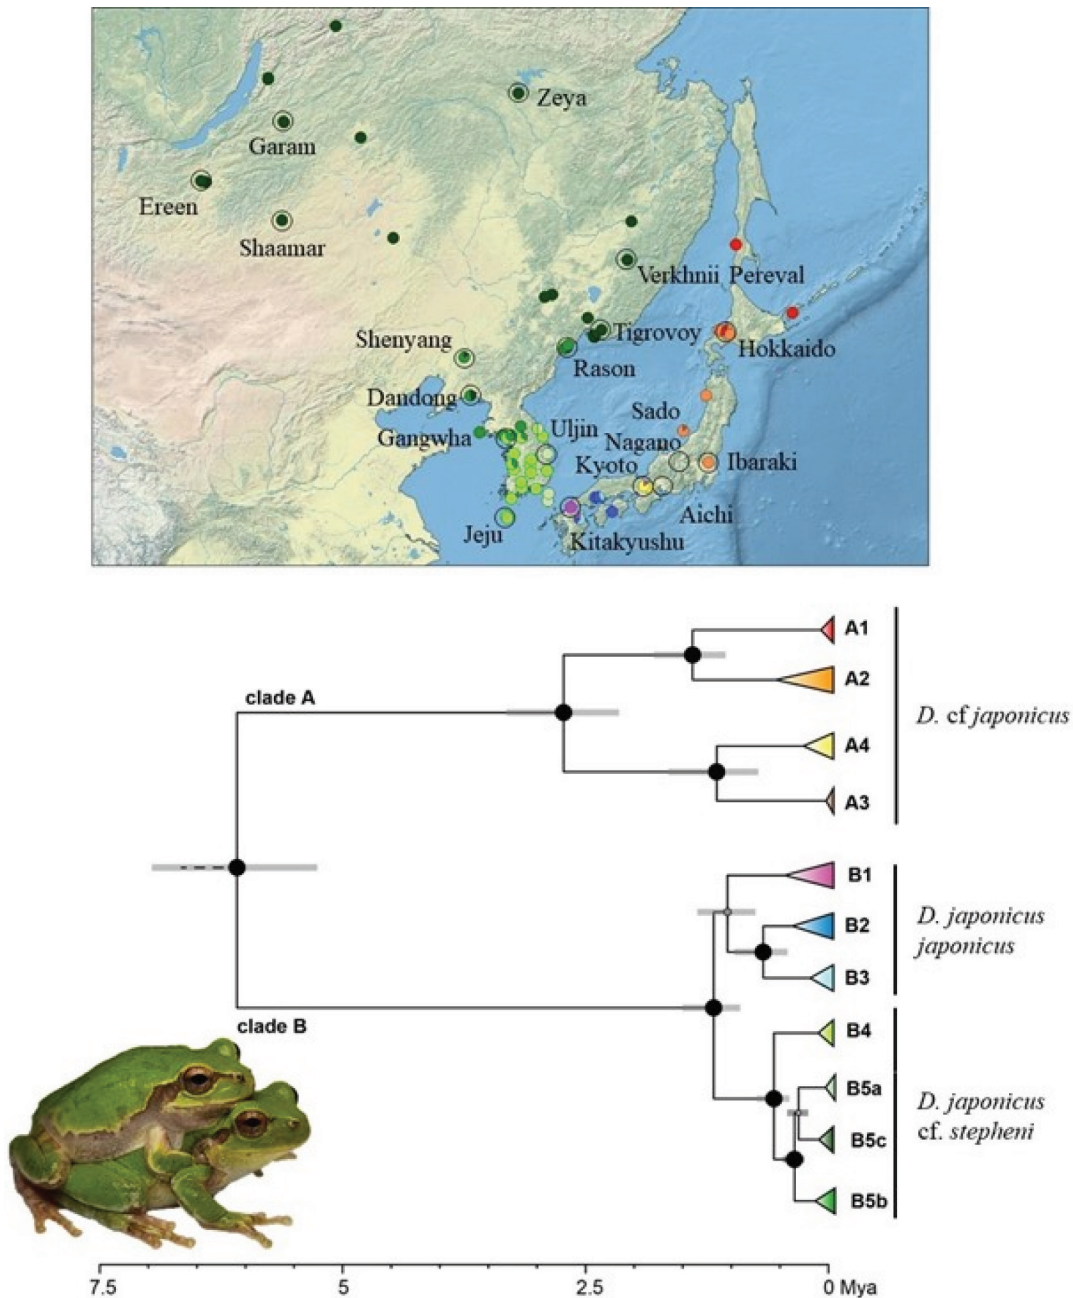 Zeya
Garam
Ereen
Shaamar
Verkhnii Pereval
Shenyang
Tigrovoy
Hokkaido
Rason
Dandong
Sado
Gangwha
Uljin
Nagano
Kyoto
Ibaraki
Aichi
Jeju
Kitakyushu
A1
clade A
A2
D. cf japonicus
A4
A3
B1
D. japonicus
japonicus
B2
B3
clade B
B4
B5a
D. japonicus
cf. stepheni
B5c
B5b
7.5 5 2.5 0 Mya